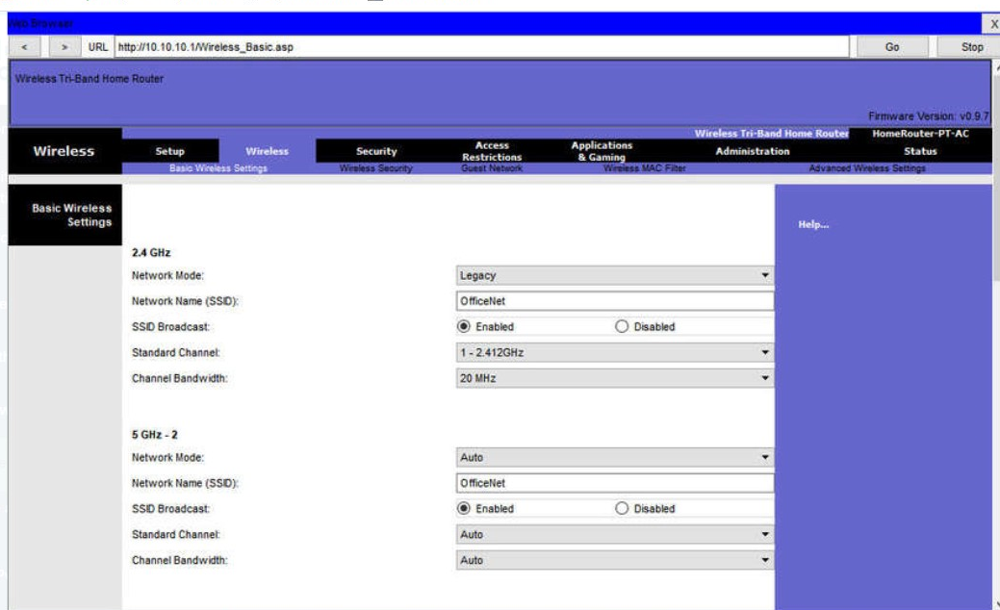 Web Browser
X
< > URL http://10.10.10.1/Wireless_Basic.asp Go Stop
Wireless Tri-Band Home Router
Firmware Version: v0.9.7
Wireless Tri-Band Home Router HomeRouter-PT-AC
Wireless Setup Wireless Security Access Restrictions Applications & Gaming Administration Status
Basic Wireless Settings Wireless Security Guest Network Wireless MAC Filter Advanced Wireless Settings
Basic Wireless
Settings
Help...
2.4 GHz
Network Mode: Legacy
Network Name (SSID): OfficeNet
SSID Broadcast: Enabled Disabled
Standard Channel: 1 - 2.412GHz
Channel Bandwidth: 20 MHz
5 GHz - 2
Network Mode: Auto
Network Name (SSID): OfficeNet
SSID Broadcast: Enabled Disabled
Standard Channel: Auto
Channel Bandwidth: Auto